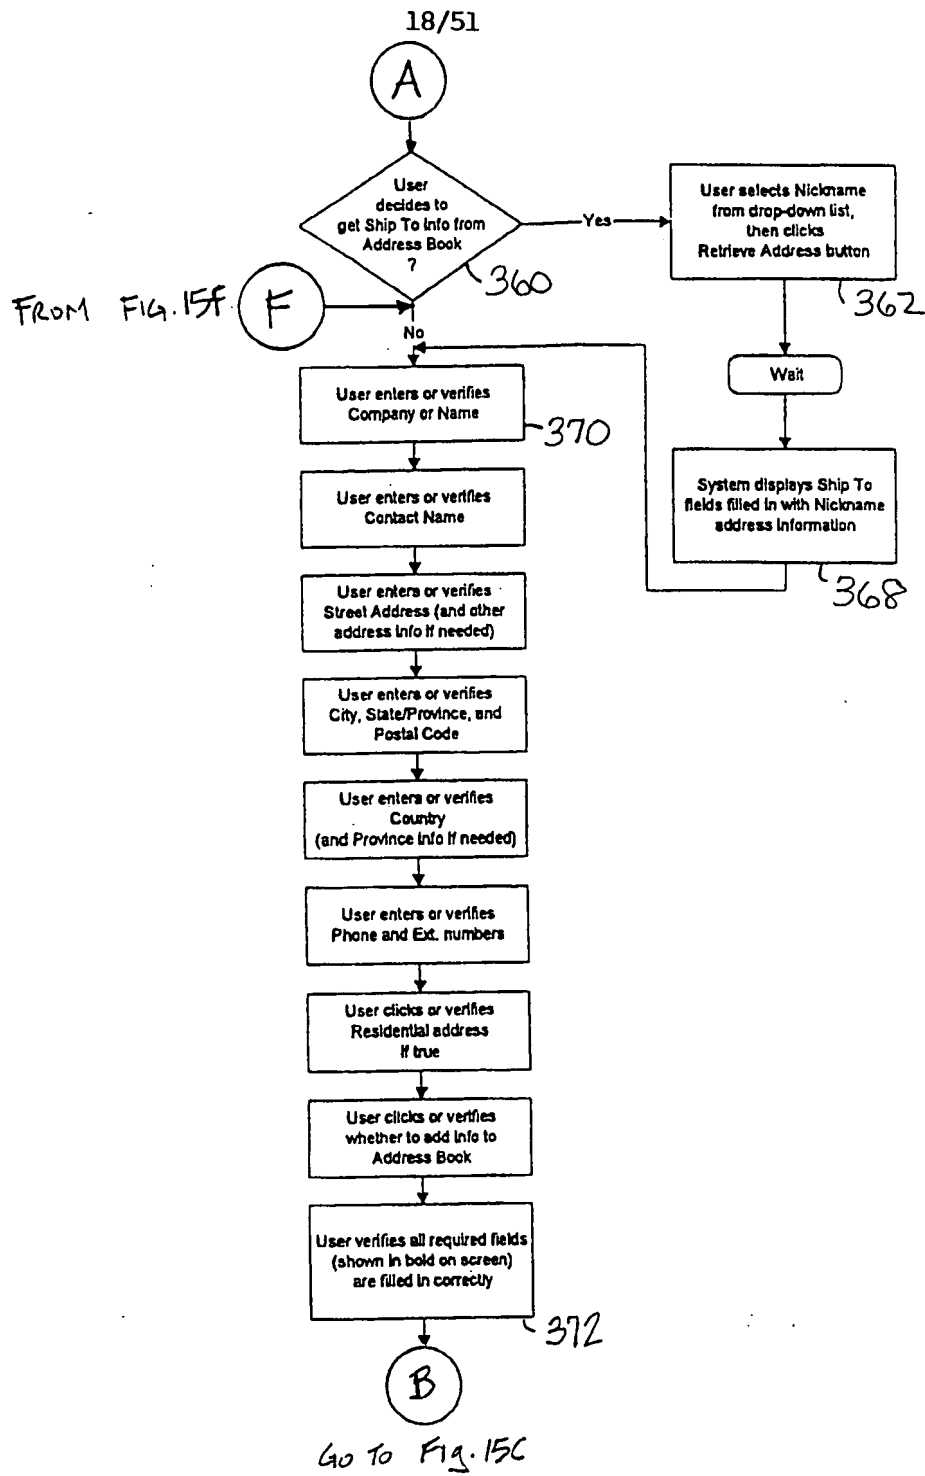 18/51
A
User
decides to
get Ship To Info from
Address Book
?
360
Yes
User selects Nickname
from drop-down list,
then clicks
Retrieve Address button
362
FROM FIG. 15f.
F
No
Wait
User enters or verifies
Company or Name
370
System displays Ship To
fields filled in with Nickname
address information
368
User enters or verifies
Contact Name
User enters or verifies
Street Address (and other
address info if needed)
User enters or verifies
City, State/Province, and
Postal Code
User enters or verifies
Country
(and Province info if needed)
User enters or verifies
Phone and Ext. numbers
User clicks or verifies
Residential address
if true
User clicks or verifies
whether to add info to
Address Book
User verifies all required fields
(shown in bold on screen)
are filled in correctly
372
B
Go To Fig. 15C